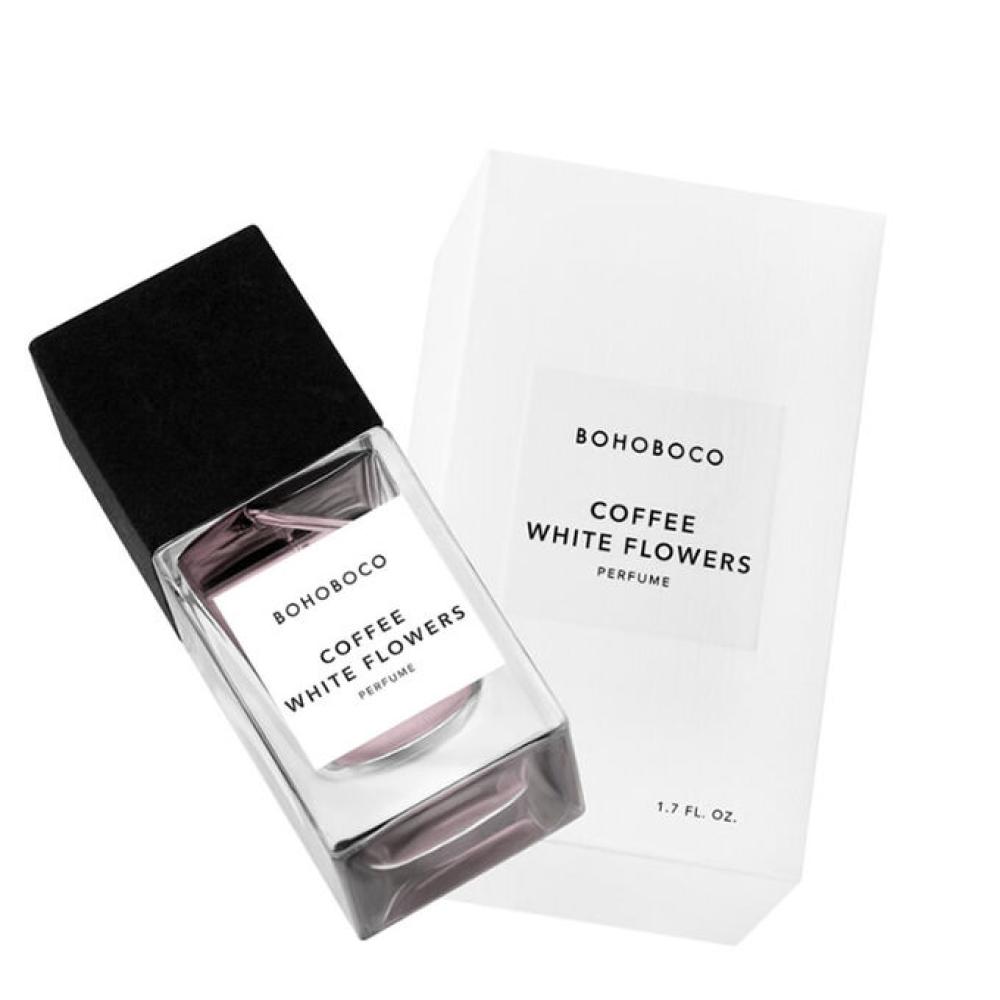 BOHOBOCO
COFFEE
WHITE FLOWERS
PERFUME
BOHOBOCO
COFFEE
WHITE FLOWERS
PERFUME
1.7 FL. OZ.